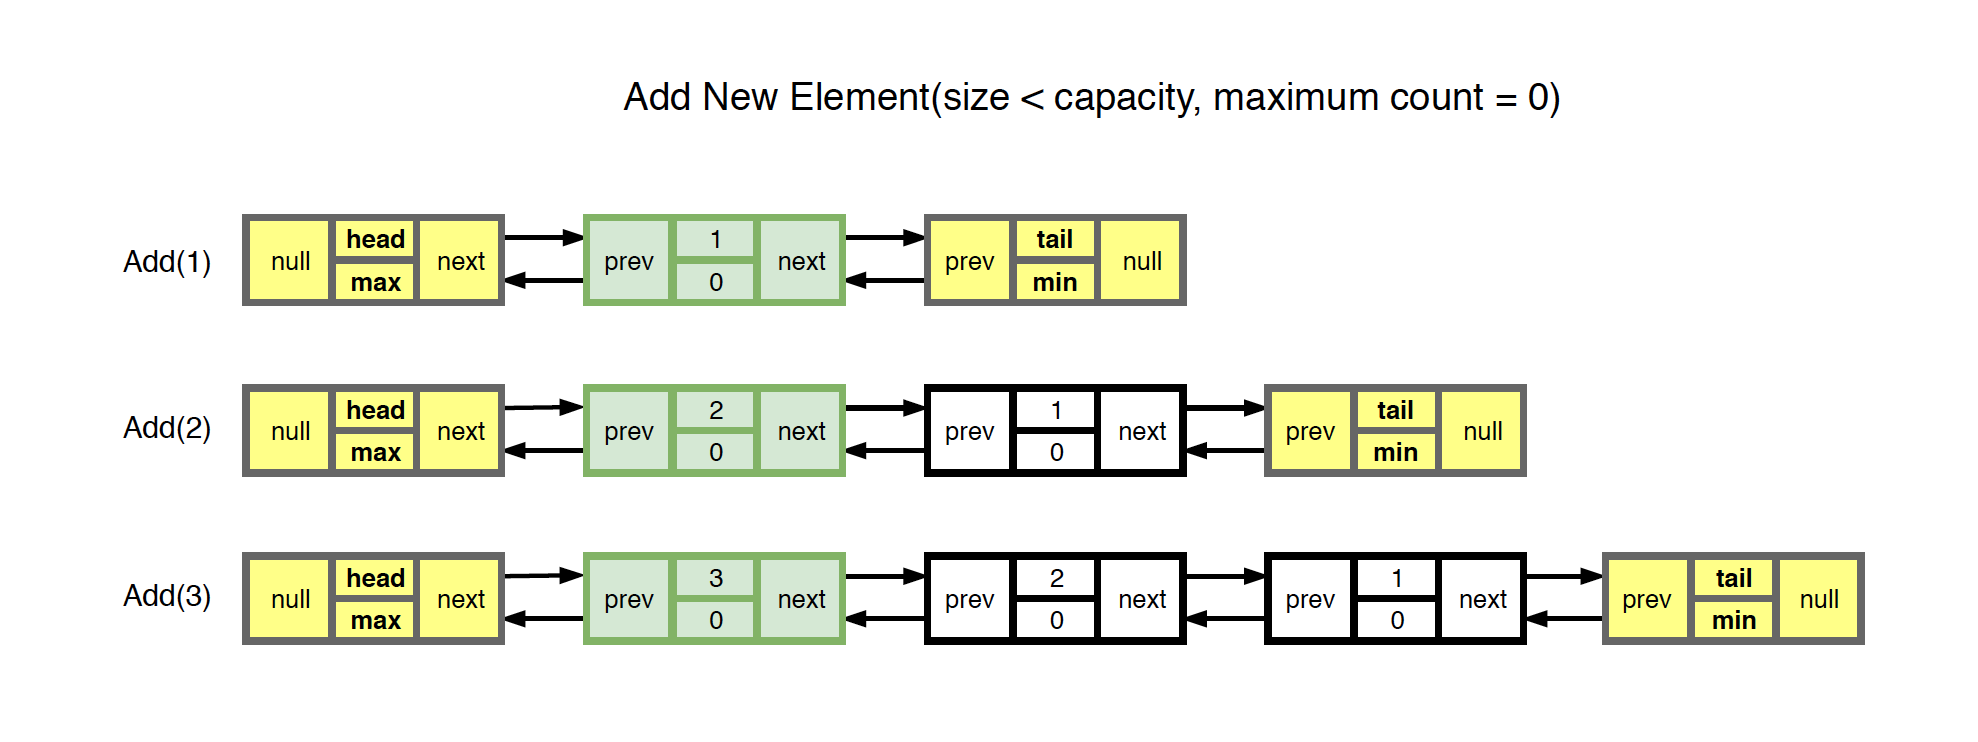 Add New Element(size < capacity, maximum count = 0)
Add(1) null head max next prev 1 0 next prev tail min null
Add(2) null head max next prev 2 0 next prev 1 0 next prev tail min null
Add(3) null head max next prev 3 0 next prev 2 0 next prev 1 0 next prev tail min null